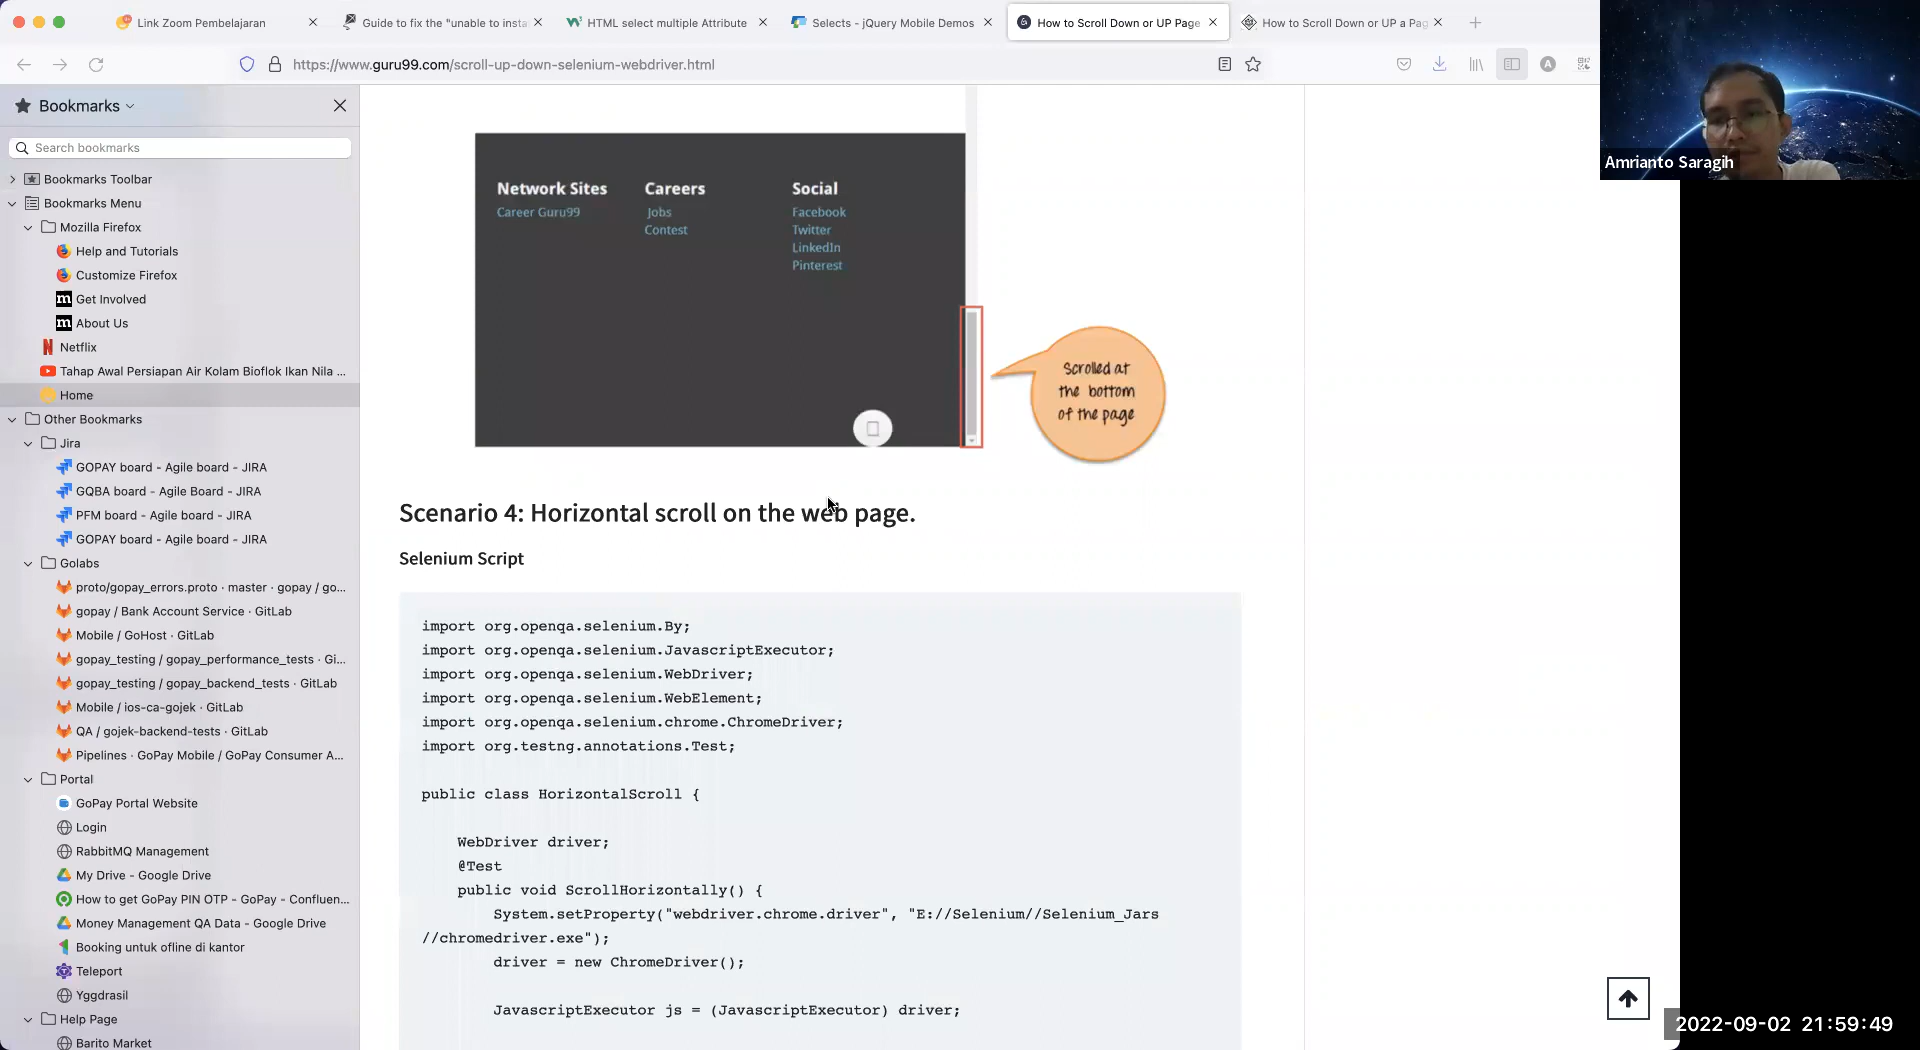 Link Zoom Pembelajaran
Guide to fix the "unable to insta
HTML select multiple Attribute
Selects - jQuery Mobile Demos
How to Scroll Down or UP Page
How to Scroll Down or UP a Pag
https://www.guru99.com/scroll-up-down-selenium-webdriver.html
Amrianto Saragih
Bookmarks
Search bookmarks
Bookmarks Toolbar
Bookmarks Menu
Mozilla Firefox
Help and Tutorials
Customize Firefox
Get Involved
About Us
Netflix
Tahap Awal Persiapan Air Kolam Bioflok Ikan Nila ...
Home
Other Bookmarks
Jira
GOPAY board - Agile board - JIRA
GQBA board - Agile Board - JIRA
PFM board - Agile board - JIRA
GOPAY board - Agile board - JIRA
Golabs
proto/gopay_errors.proto · master · gopay / go...
gopay / Bank Account Service · GitLab
Mobile / GoHost · GitLab
gopay_testing / gopay_performance_tests · Gi...
gopay_testing / gopay_backend_tests · GitLab
Mobile / ios-ca-gojek · GitLab
QA / gojek-backend-tests · GitLab
Pipelines · GoPay Mobile / GoPay Consumer A...
Portal
GoPay Portal Website
Login
RabbitMQ Management
My Drive - Google Drive
How to get GoPay PIN OTP - GoPay - Confluen...
Money Management QA Data - Google Drive
Booking untuk ofline di kantor
Teleport
Yggdrasil
Help Page
Barito Market
Network Sites
Career Guru99
Careers
Jobs
Contest
Social
Facebook
Twitter
LinkedIn
Pinterest
Scrolled at
the bottom
of the page
Scenario 4: Horizontal scroll on the web page.
Selenium Script
import org.openqa.selenium.By;
import org.openqa.selenium.JavascriptExecutor;
import org.openqa.selenium.WebDriver;
import org.openqa.selenium.WebElement;
import org.openqa.selenium.chrome.ChromeDriver;
import org.testng.annotations.Test;
public class HorizontalScroll {
WebDriver driver;
@Test
public void ScrollHorizontally() {
System.setProperty("webdriver.chrome.driver", "E://Selenium//Selenium_Jars
//chromedriver.exe");
driver = new ChromeDriver();
JavascriptExecutor js = (JavascriptExecutor) driver;
2022-09-02 21:59:49